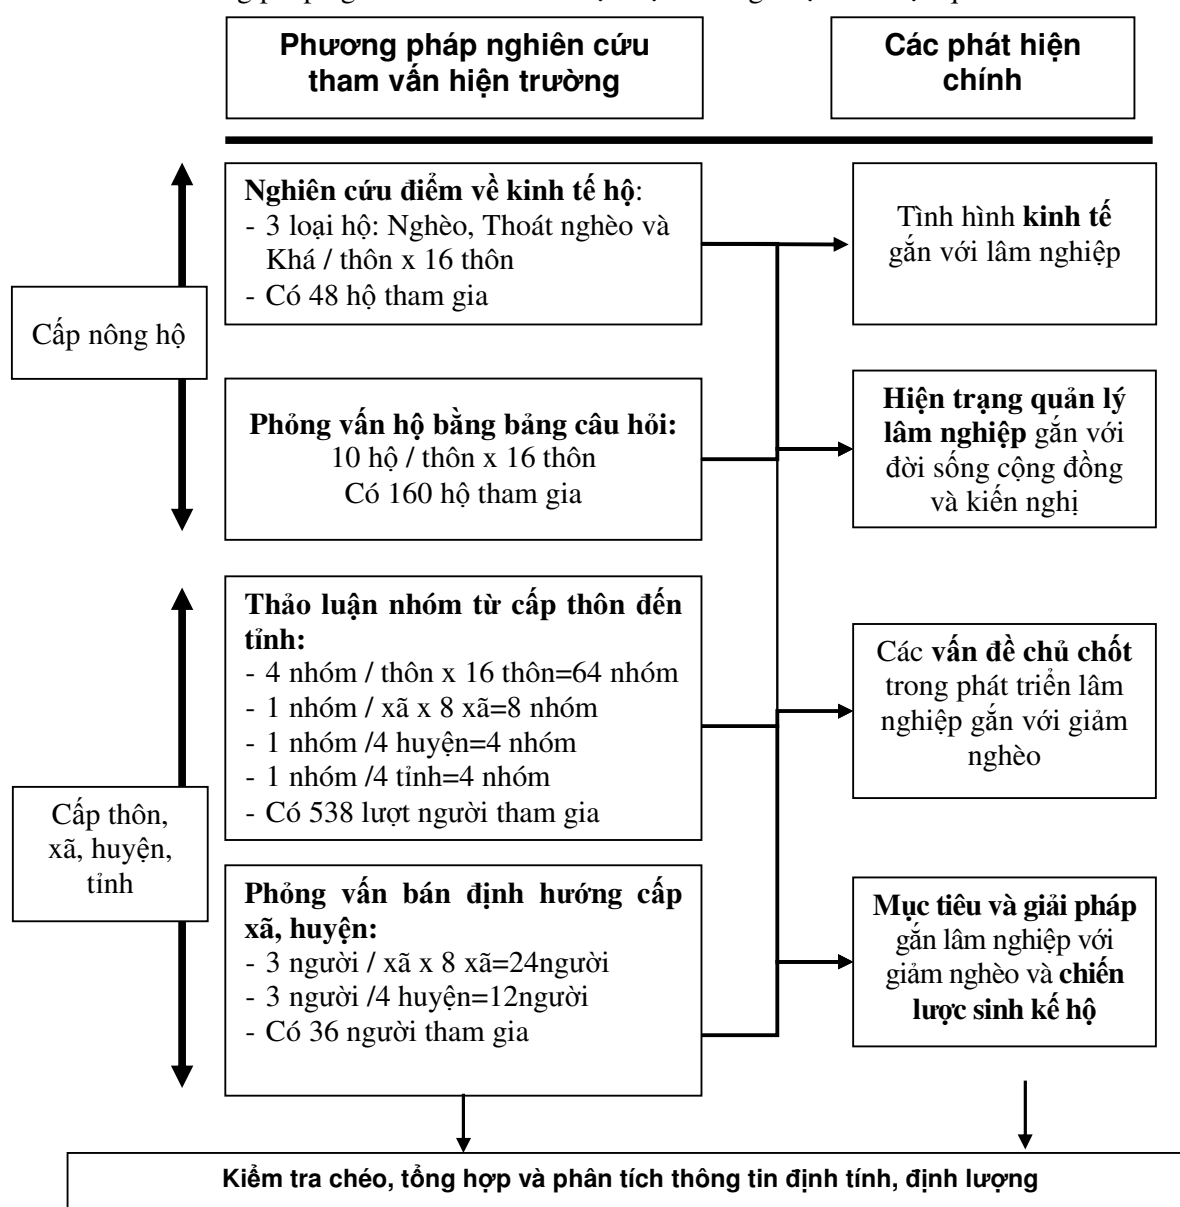 Phương pháp nghiên cứu
tham vấn hiện trường
Các phát hiện
chính
Cấp nông hộ
Nghiên cứu điểm về kinh tế hộ:
- 3 loại hộ: Nghèo, Thoát nghèo và
Khá / thôn x 16 thôn
- Có 48 hộ tham gia
Tình hình kinh tế
gắn với lâm nghiệp
Phỏng vấn hộ bằng bảng câu hỏi:
10 hộ / thôn x 16 thôn
Có 160 hộ tham gia
Hiện trạng quản lý
lâm nghiệp gắn với
đời sống cộng đồng
và kiến nghị
Cấp thôn,
xã, huyện,
tỉnh
Thảo luận nhóm từ cấp thôn đến
tỉnh:
- 4 nhóm / thôn x 16 thôn=64 nhóm
- 1 nhóm / xã x 8 xã=8 nhóm
- 1 nhóm /4 huyện=4 nhóm
- 1 nhóm /4 tỉnh=4 nhóm
- Có 538 lượt người tham gia
Các vấn đề chủ chốt
trong phát triển lâm
nghiệp gắn với giảm
nghèo
Phỏng vấn bán định hướng cấp
xã, huyện:
- 3 người / xã x 8 xã=24người
- 3 người /4 huyện=12người
- Có 36 người tham gia
Mục tiêu và giải pháp
gắn lâm nghiệp với
giảm nghèo và chiến
lược sinh kế hộ
Kiểm tra chéo, tổng hợp và phân tích thông tin định tính, định lượng